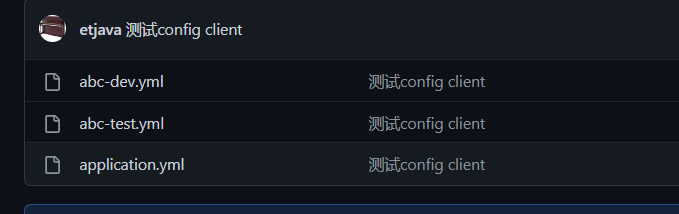 etjava 测试config client
abc-dev.yml 测试config client
abc-test.yml 测试config client
application.yml 测试config client